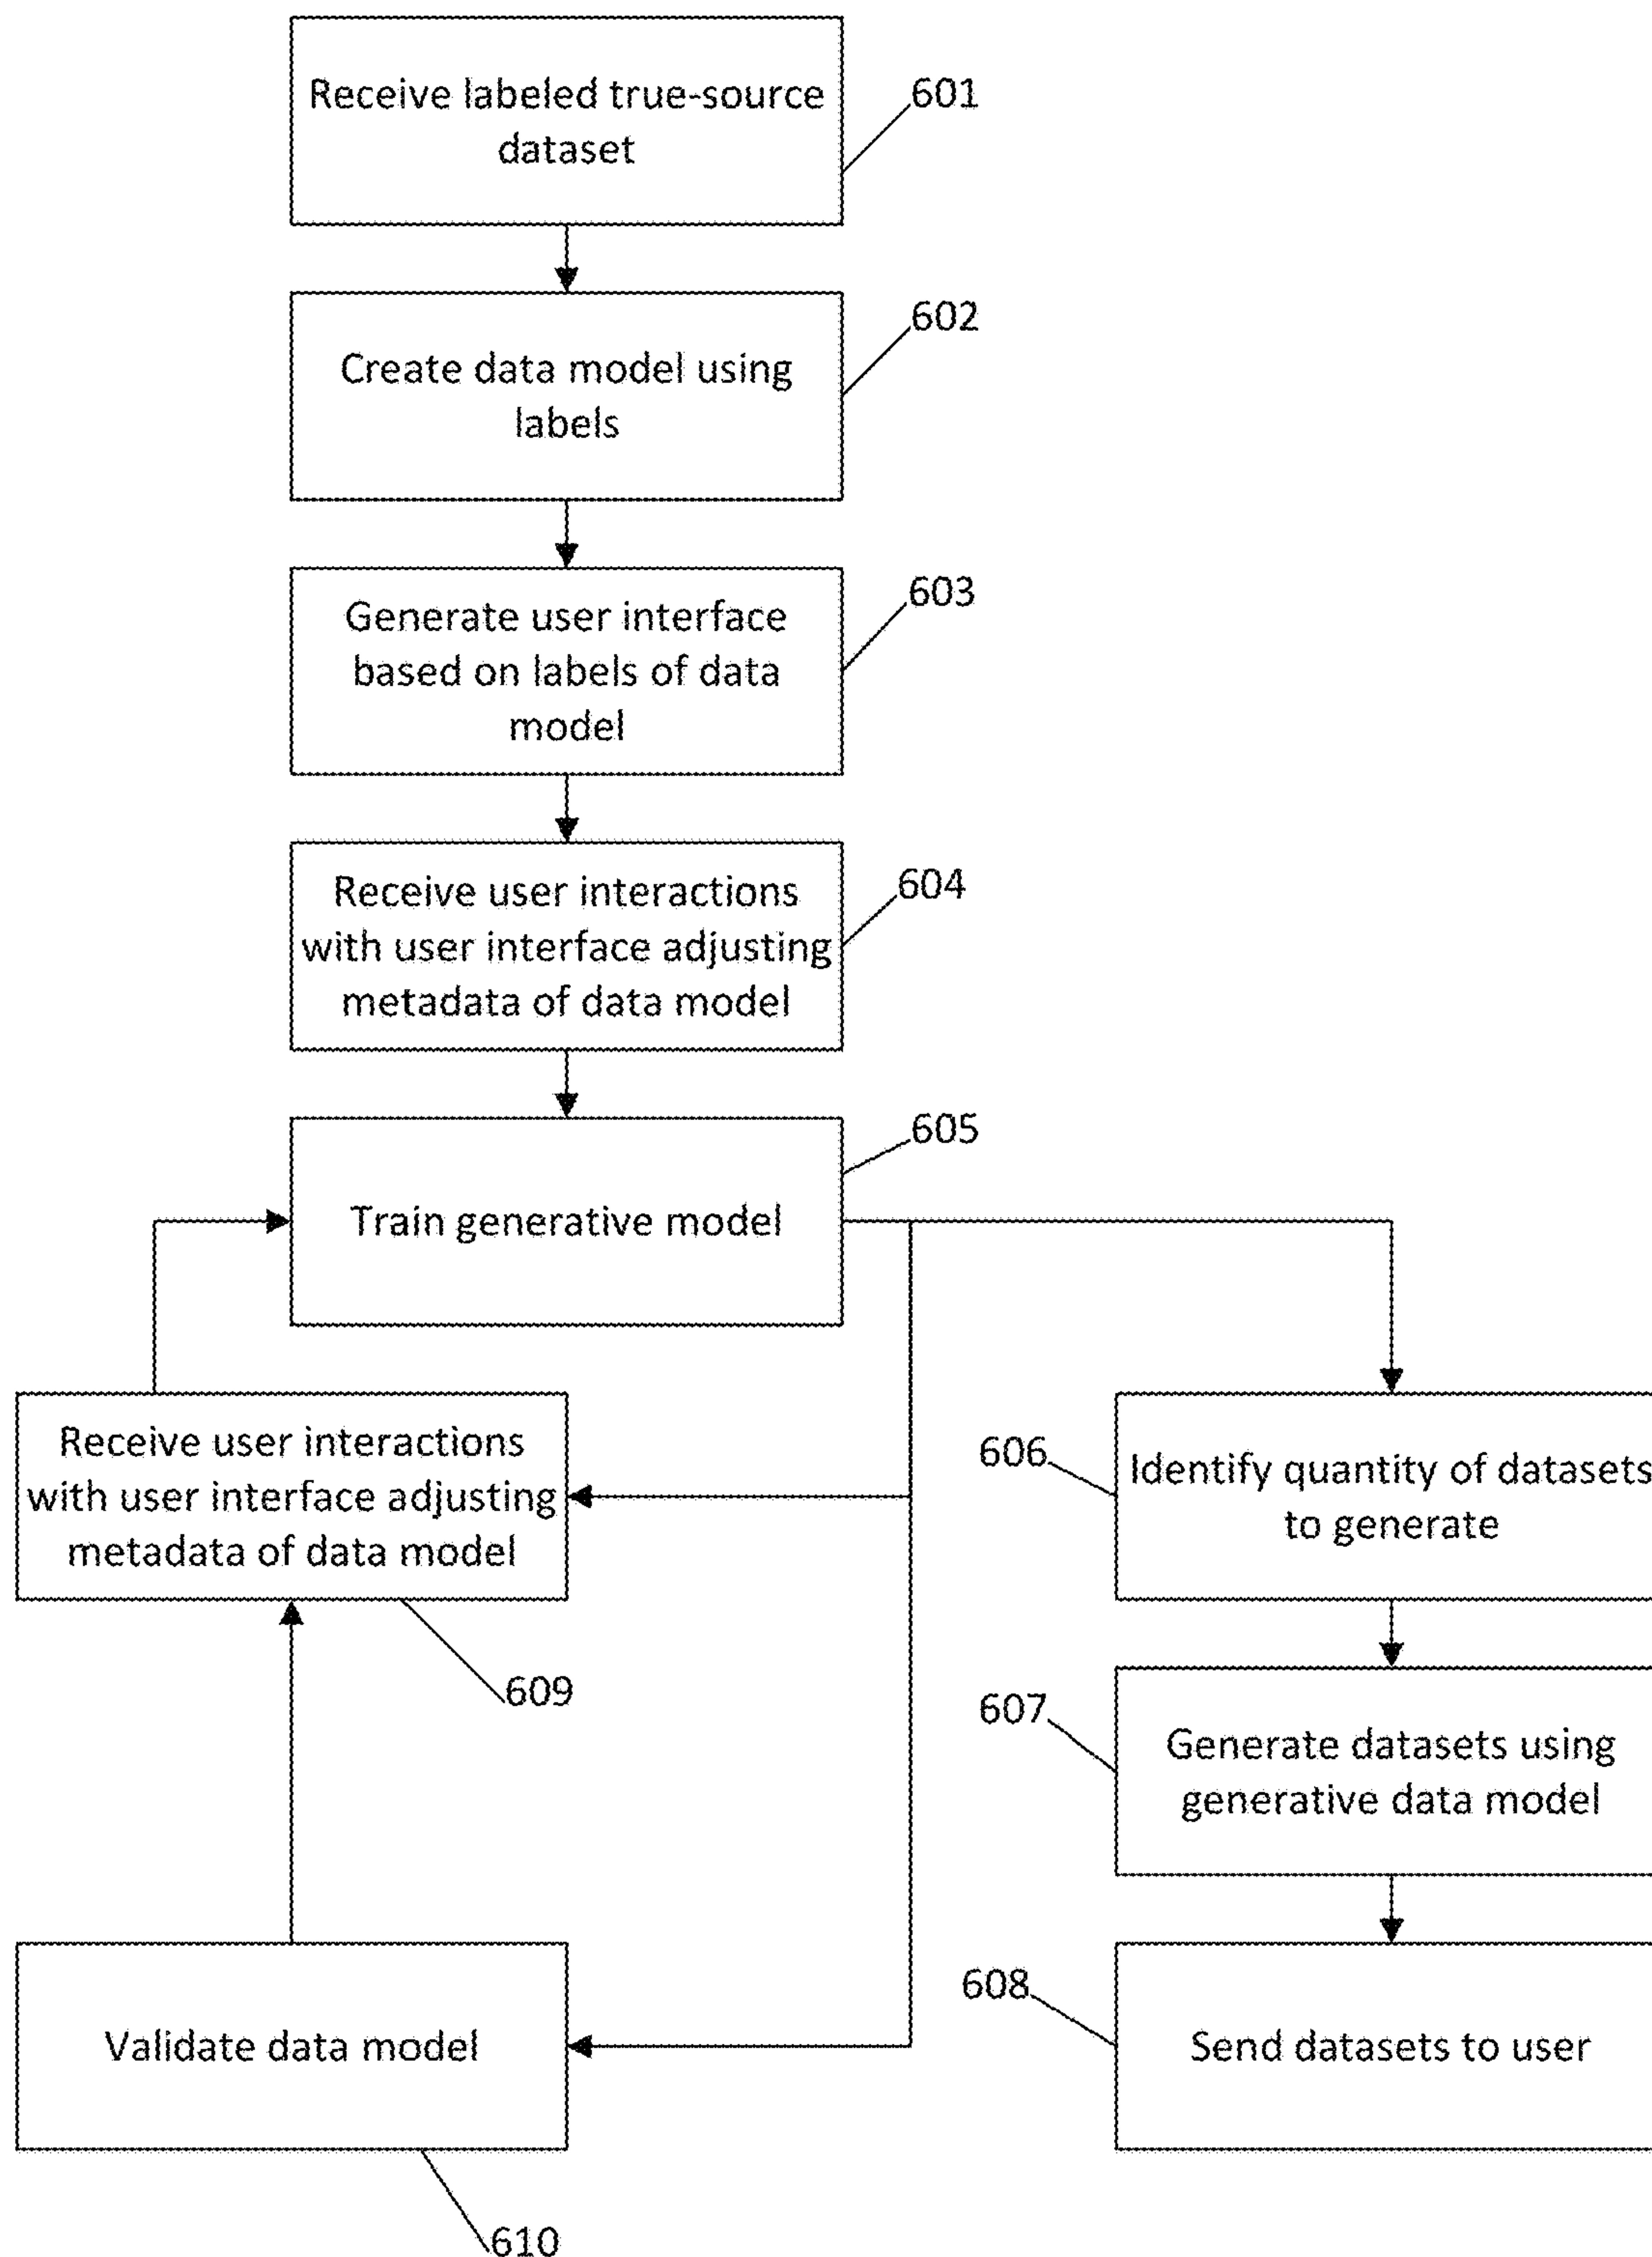 Receive labeled true-source
dataset
601
Create data model using
labels
602
Generate user interface
based on labels of data
model
603
Receive user interactions
with user interface adjusting
metadata of data model
604
Train generative model
605
Identify quantity of datasets
to generate
606
Generate datasets using
generative data model
607
Send datasets to user
608
Receive user interactions
with user interface adjusting
metadata of data model
609
Validate data model
610